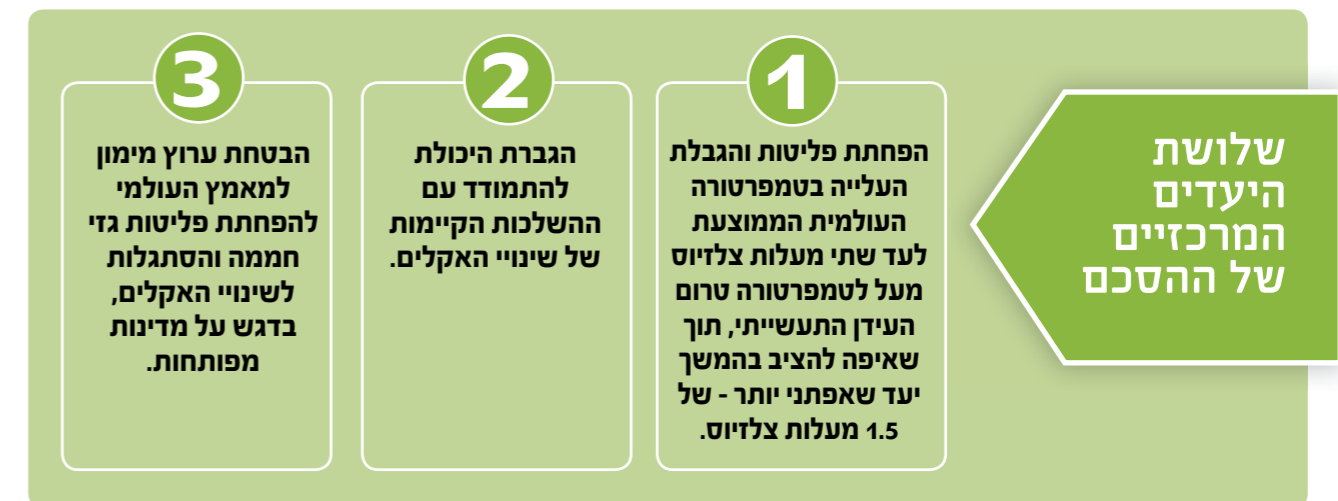 שלושת
היעדים
המרכזיים
של ההסכם
1
הפחתת פליטות והגבלת
העלייה בטמפרטורה
העולמית הממוצעת
לעד שתי מעלות צלזיוס
מעל לטמפרטורה טרום
העידן התעשייתי, תוך
שאיפה להציב בהמשך
יעד שאפתני יותר - של
1.5 מעלות צלזיוס.
2
הגברת היכולת
להתמודד עם
ההשלכות הקיימות
של שינויי האקלים.
3
הבטחת ערוץ מימון
למאמץ העולמי
להפחתת פליטות גזי
חממה והסתגלות
לשינויי האקלים,
בדגש על מדינות
מפותחות.